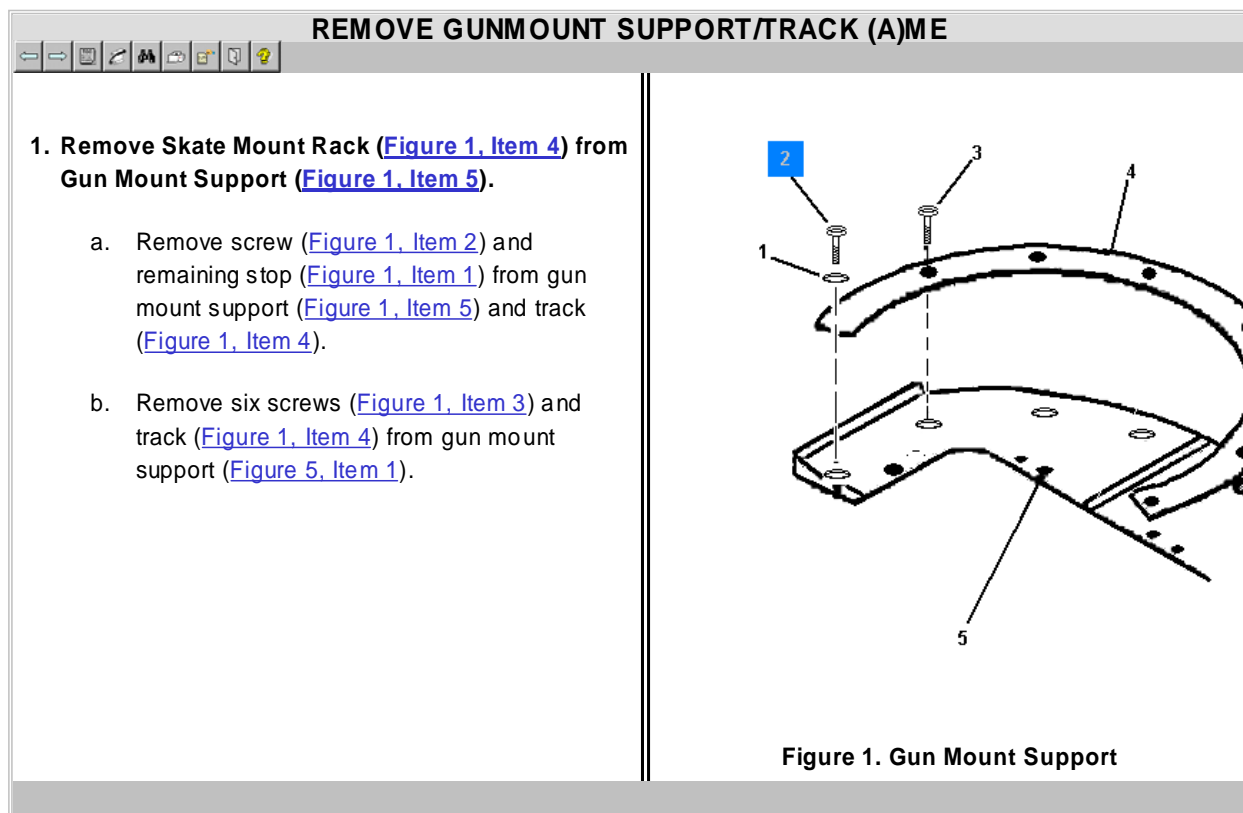 REMOVE GUNMOUNT SUPPORT/TRACK (A)ME
1. Remove Skate Mount Rack (Figure 1, Item 4) from
Gun Mount Support (Figure 1, Item 5).
a. Remove screw (Figure 1, Item 2) and
remaining stop (Figure 1, Item 1) from gun
mount support (Figure 1, Item 5) and track
(Figure 1, Item 4).
b. Remove six screws (Figure 1, Item 3) and
track (Figure 1, Item 4) from gun mount
support (Figure 5, Item 1).
2
3
4
1
5
Figure 1. Gun Mount Support